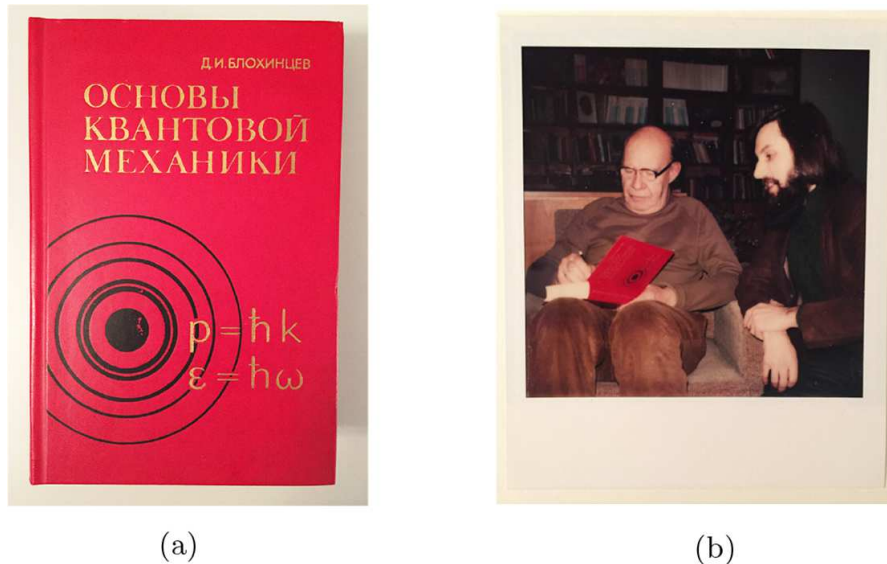 Д.И.БЛОХИНЦЕВ
ОСНОВЫ
КВАНТОВОЙ
МЕХАНИКИ
p=ħk
ε=ħω
(a)
(b)